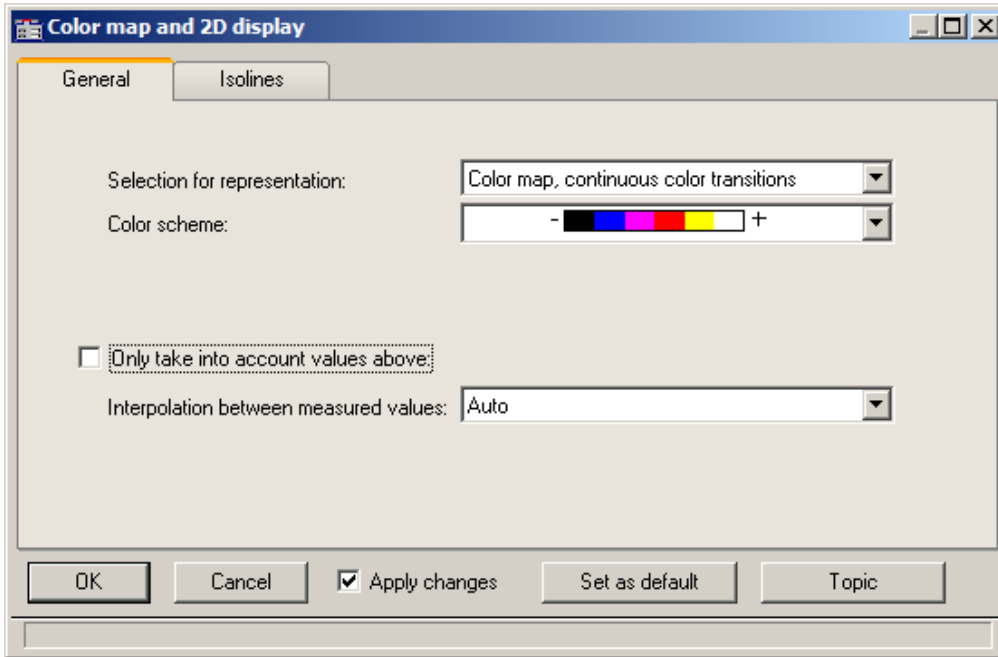 Color map and 2D display
General
Isolines
Selection for representation:
Color map, continuous color transitions
Color scheme:
- +
Only take into account values above:
Interpolation between measured values:
Auto
OK
Cancel
Apply changes
Set as default
Topic